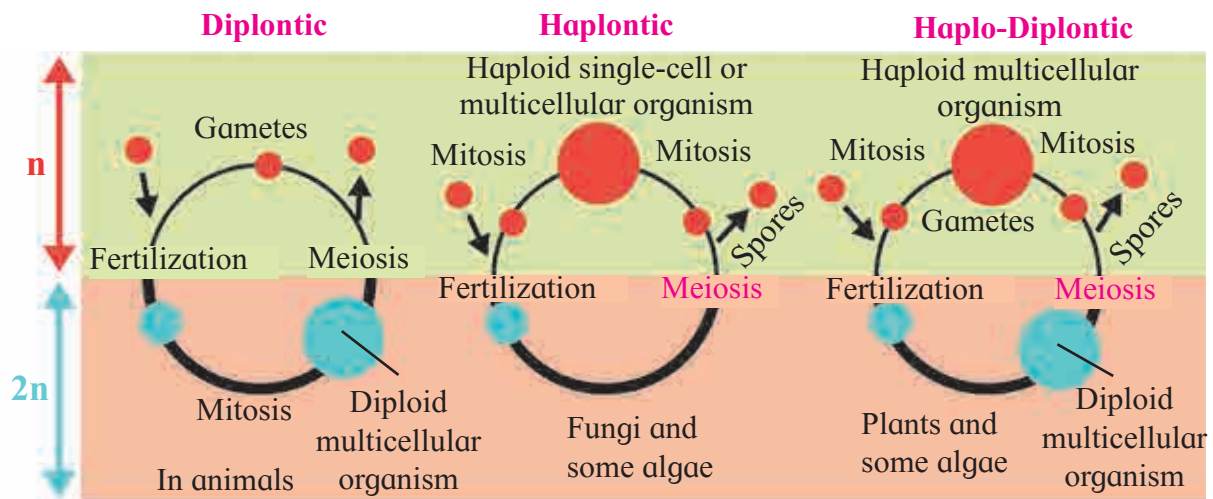 Diplontic
Haplontic
Haplo-Diplontic
n
2n
Gametes
Fertilization
Meiosis
Mitosis
Diploid
multicellular
organism
In animals
Haploid single-cell or
multicellular organism
Mitosis
Mitosis
Spores
Fertilization
Meiosis
Fungi and
some algae
Haploid multicellular
organism
Mitosis
Mitosis
Gametes
Spores
Fertilization
Meiosis
Plants and
some algae
Diploid
multicellular
organism